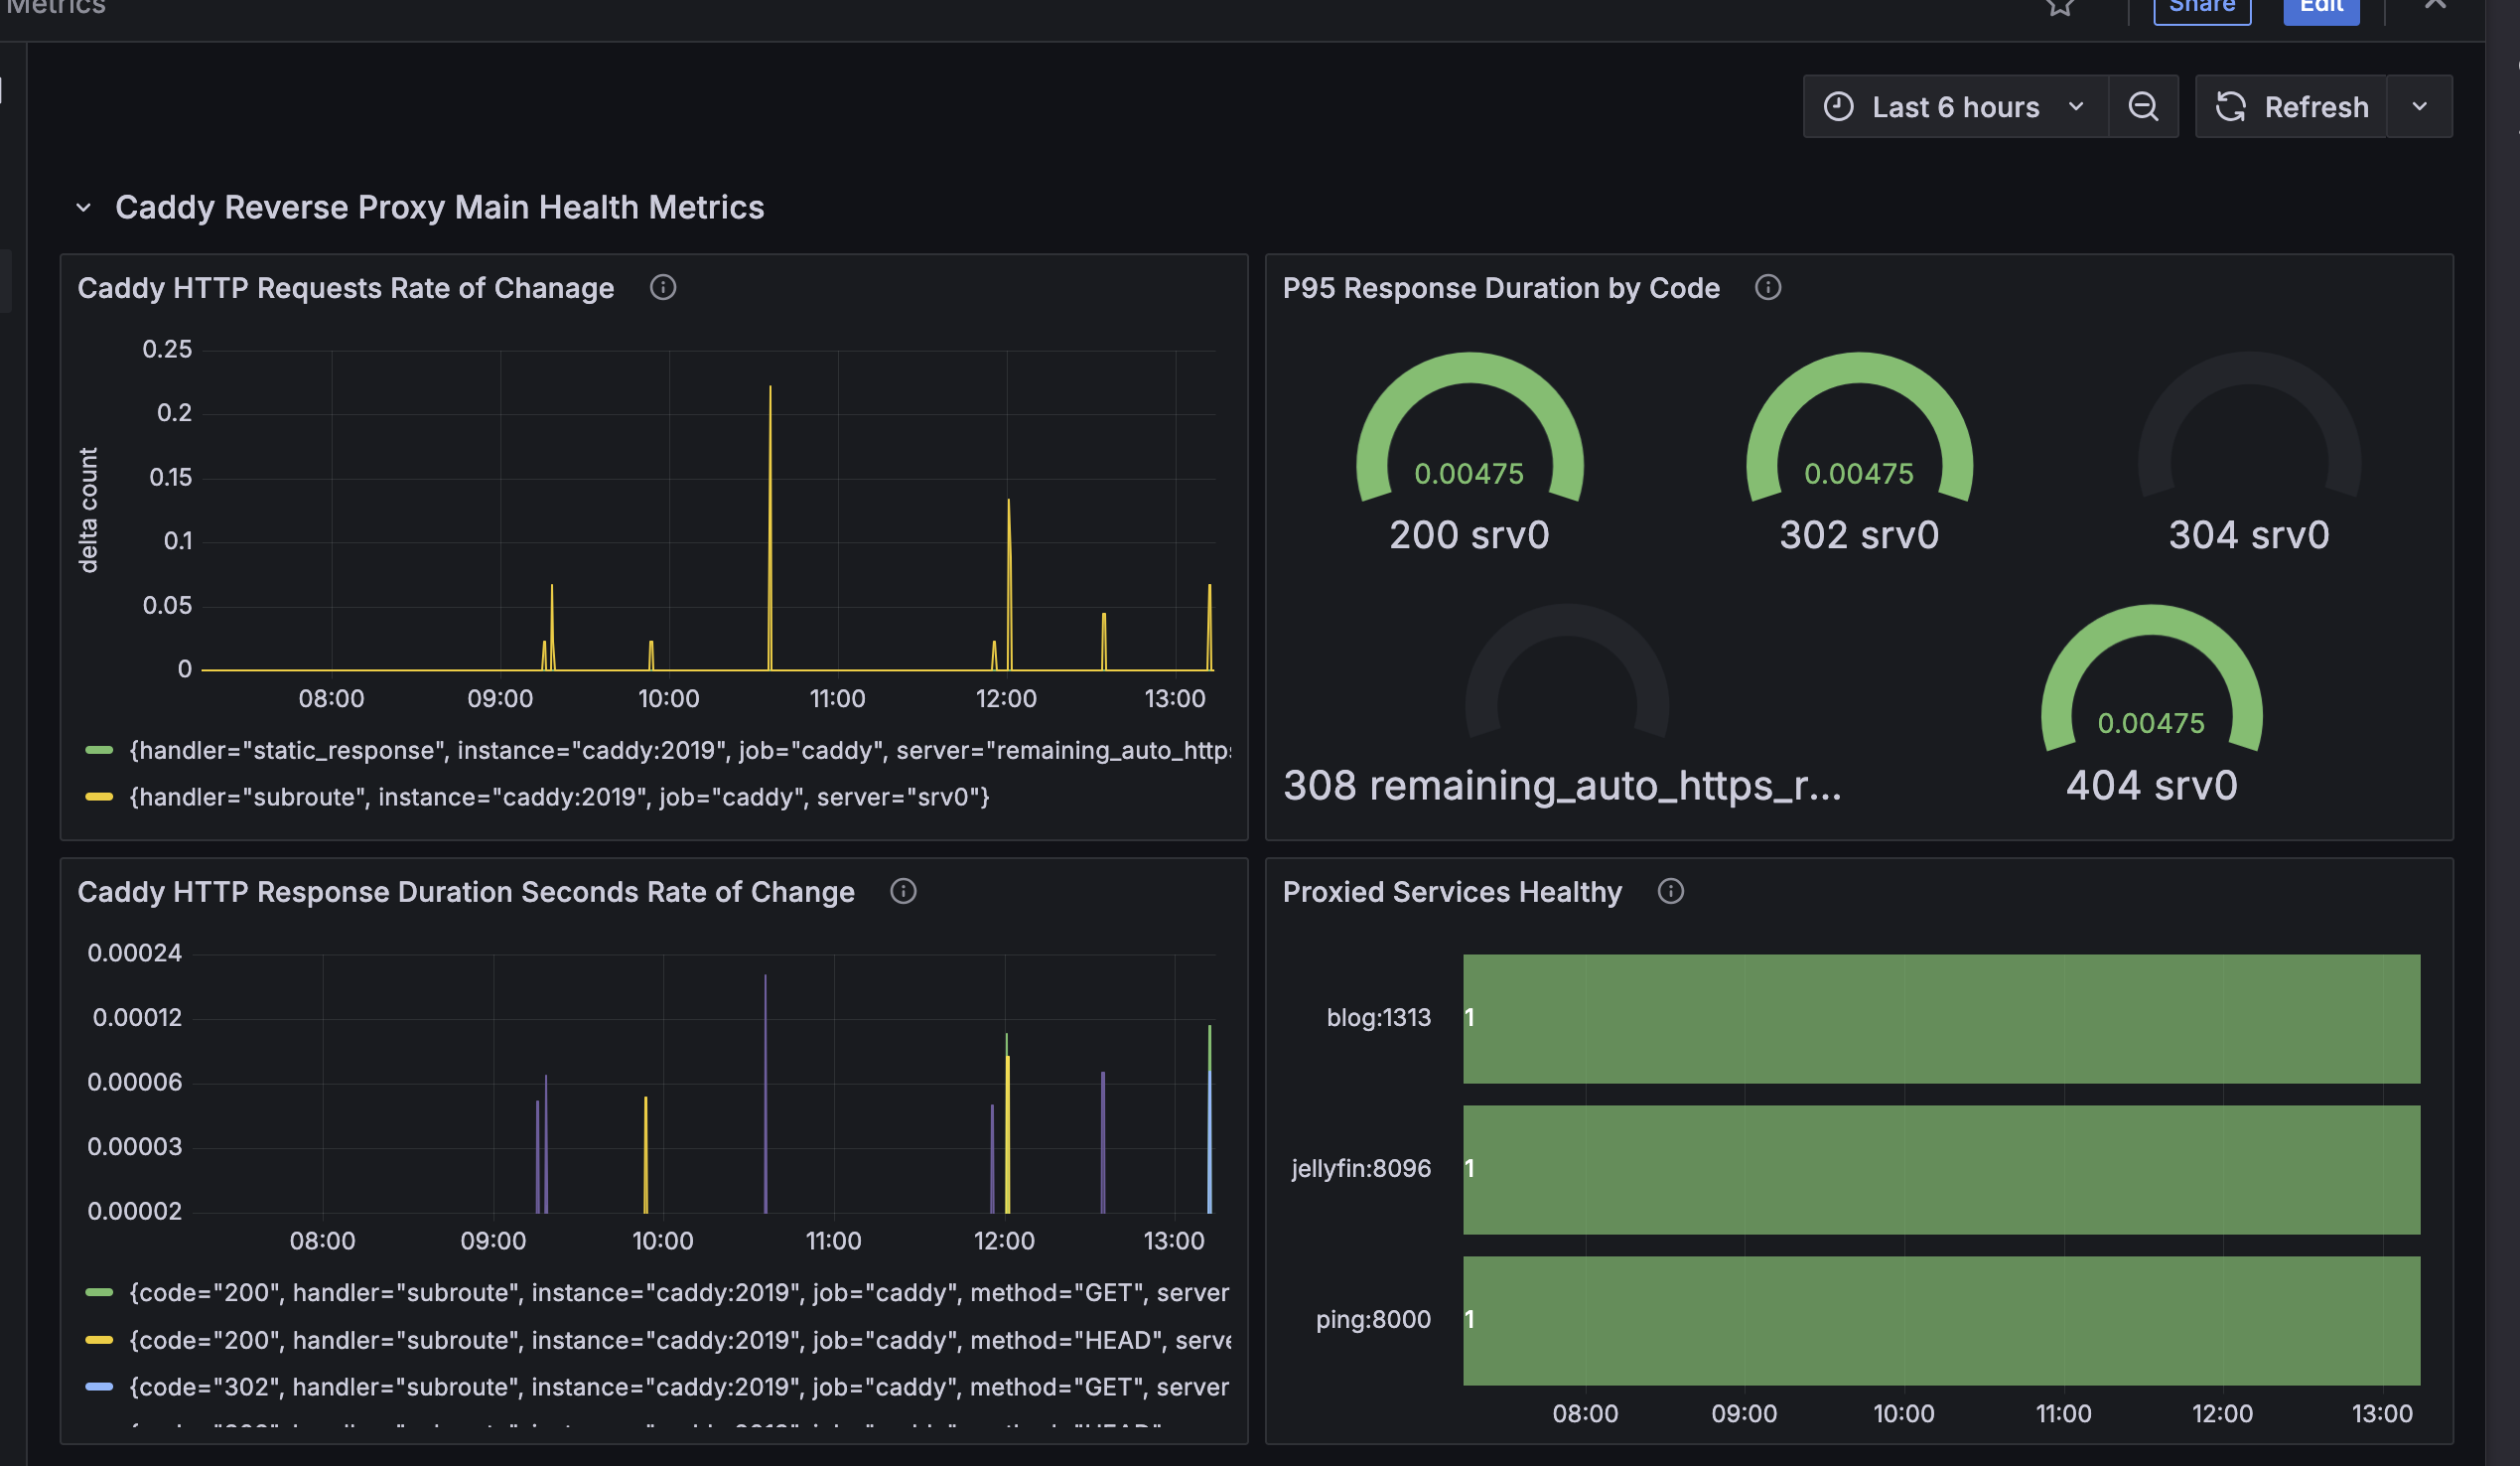 Metrics
Share
Edit
Last 6 hours
Refresh
Caddy Reverse Proxy Main Health Metrics
Caddy HTTP Requests Rate of Chanage
delta count
0.25
0.2
0.15
0.1
0.05
0
08:00 09:00 10:00 11:00 12:00 13:00
{handler="static_response", instance="caddy:2019", job="caddy", server="remaining_auto_https
{handler="subroute", instance="caddy:2019", job="caddy", server="srv0"}
P95 Response Duration by Code
0.00475
200 srv0
0.00475
302 srv0
304 srv0
308 remaining_auto_https_r...
0.00475
404 srv0
Caddy HTTP Response Duration Seconds Rate of Change
0.00024
0.00012
0.00006
0.00003
0.00002
08:00 09:00 10:00 11:00 12:00 13:00
{code="200", handler="subroute", instance="caddy:2019", job="caddy", method="GET", server
{code="200", handler="subroute", instance="caddy:2019", job="caddy", method="HEAD", serve
{code="302", handler="subroute", instance="caddy:2019", job="caddy", method="GET", server
Proxied Services Healthy
blog:1313 1
jellyfin:8096 1
ping:8000 1
08:00 09:00 10:00 11:00 12:00 13:00